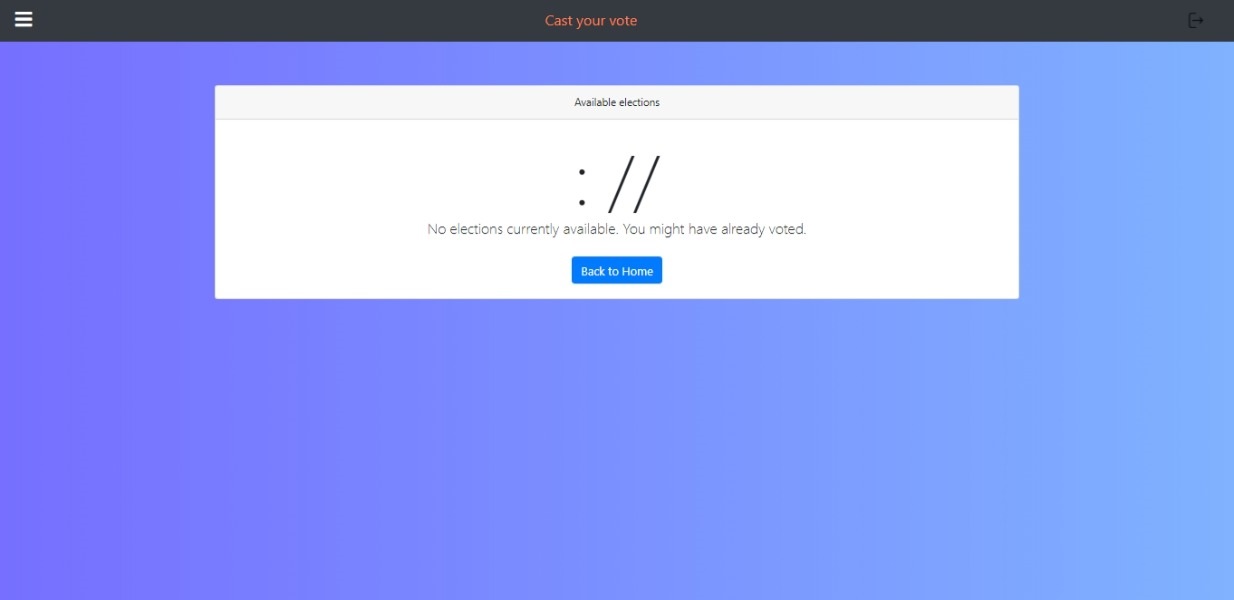 Cast your vote
Available elections
: //
No elections currently available. You might have already voted.
Back to Home